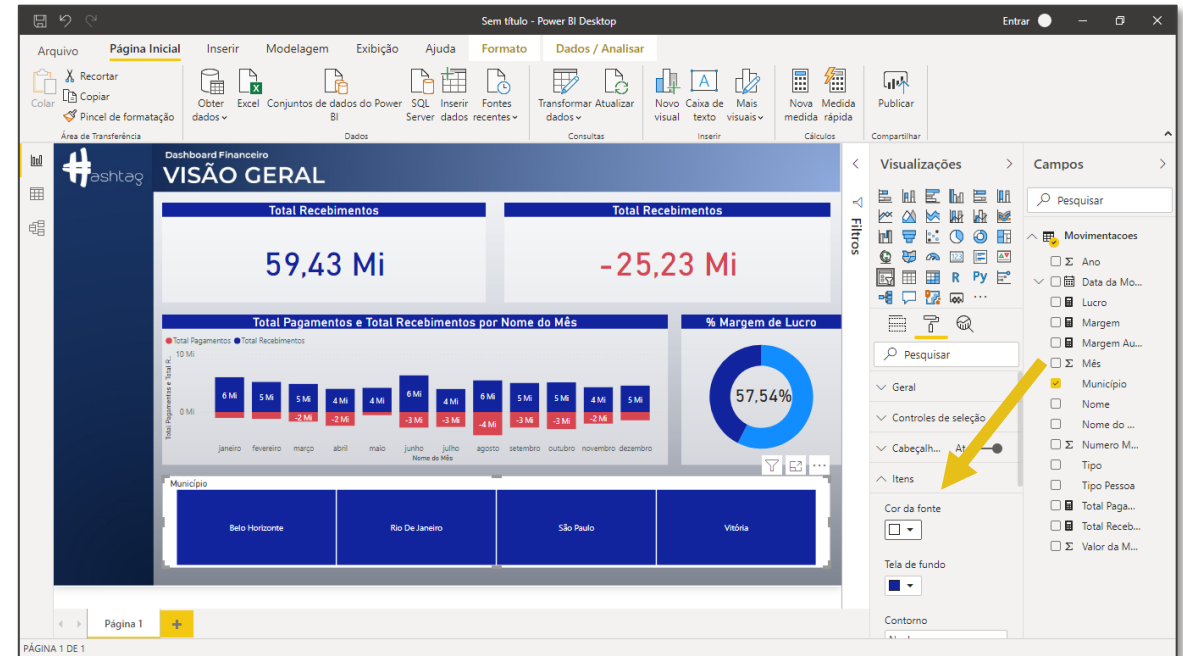 Sem título - Power BI Desktop
Entrar
Arquivo Página Inicial Inserir Modelagem Exibição Ajuda Formato Dados / Analisar
Colar
Recortar
Copiar
Pincel de formatação
Área de Transferência
Obter dados
Excel
Conjuntos de dados do Power BI
SQL Server
Inserir dados
Fontes recentes
Dados
Transformar dados
Atualizar
Consultas
Novo visual
Caixa de texto
Mais visuais
Inserir
Nova medida
Medida rápida
Cálculos
Publicar
Compartilhar
Hashtag
Dashboard Financeiro
VISÃO GERAL
Total Recebimentos
59,43 Mi
Total Recebimentos
-25,23 Mi
Total Pagamentos e Total Recebimentos por Nome do Mês
Total Pagamentos Total Recebimentos
Total Pagamentos e Total R...
10 Mi
0 Mi
6 Mi 5 Mi 5 Mi 4 Mi 4 Mi 6 Mi 4 Mi 6 Mi 5 Mi 5 Mi 4 Mi 5 Mi
-2 Mi -2 Mi -3 Mi -3 Mi -4 Mi -3 Mi -3 Mi -2 Mi
janeiro fevereiro março abril maio junho julho agosto setembro outubro novembro dezembro
Nome do Mês
% Margem de Lucro
57,54%
Município
Belo Horizonte Rio De Janeiro São Paulo Vitória
Filtros
Visualizações
R Py
123
Pesquisar
Geral
Controles de seleção
Cabeçalh...
Itens
Cor da fonte
Tela de fundo
Contorno
Campos
Pesquisar
Movimentacoes
Σ Ano
Data da Mo...
Lucro
Margem
Margem Au...
Σ Mês
Município
Nome
Nome do ...
Σ Numero M...
Tipo
Tipo Pessoa
Total Paga...
Total Receb...
Σ Valor da M...
Página 1
PÁGINA 1 DE 1